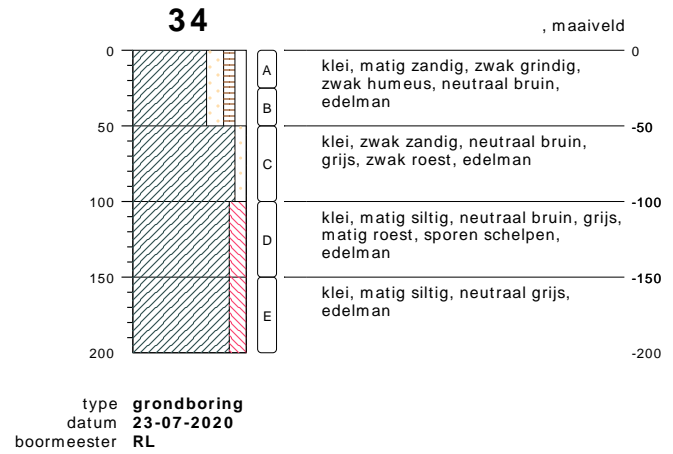 34
, maaiveld
0
0
A
klei, matig zandig, zwak grindig,
zwak humeus, neutraal bruin,
edelman
B
50
-50
klei, zwak zandig, neutraal bruin,
grijs, zwak roest, edelman
C
100
-100
klei, matig siltig, neutraal bruin, grijs,
matig roest, sporen schelpen,
edelman
D
150
-150
klei, matig siltig, neutraal grijs,
edelman
E
200
-200
type grondboring
datum 23-07-2020
boormeester RL